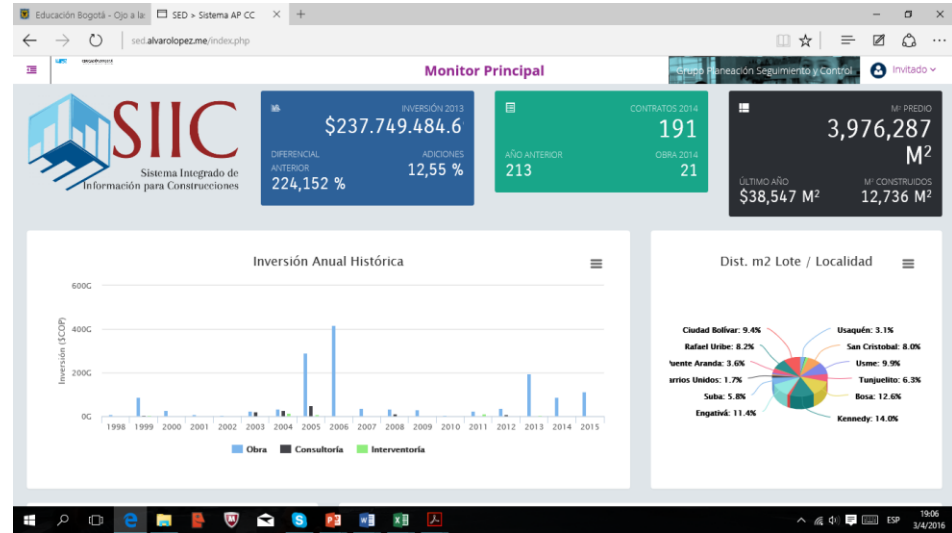 Educación Bogotá - Ojo a la
SED > Sistema AP CC
sed.alvarolopez.me/index.php
Monitor Principal
Grupo Planeación Seguimiento y Control
Invitado
SIIC
Sistema Integrado de
Información para Construcciones
INVERSIÓN 2013
$237.749.484.6
DIFERENCIAL
ANTERIOR
224,152 %
ADICIONES
12,55 %
CONTRATOS 2014
191
AÑO ANTERIOR
213
OBRA 2014
21
M² PREDIO
3,976,287
M²
ÚLTIMO AÑO
$38,547 M²
M² CONSTRUIDOS
12,736 M²
Inversión Anual Histórica
Inversión ($COP)
600G
400G
200G
0G
1998 1999 2000 2001 2002 2003 2004 2005 2006 2007 2008 2009 2010 2011 2012 2013 2014 2015
Obra Consultoría Interventoría
Dist. m2 Lote / Localidad
Ciudad Bolívar: 9.4%
Rafael Uribe: 8.2%
uente Aranda: 3.6%
arrios Unidos: 1.7%
Suba: 5.8%
Engativá: 11.4%
Usaquén: 3.1%
San Cristobal: 8.0%
Usme: 9.9%
Tunjuelito: 6.3%
Bosa: 12.6%
Kennedy: 14.0%
ESP
19:06
3/4/2016